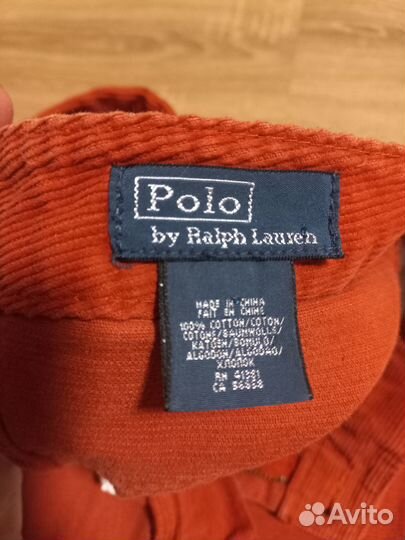 Polo
by Ralph Lauren
MADE IN CHINA
FAIT EN CHINE
100% COTTON/COTON/
COTONE/BAUMWOLLE/
KATOEN/BOMULD/
ALGODON/ALGODAO/
ХЛОПОК
RN 41381
CA 56858
Avito